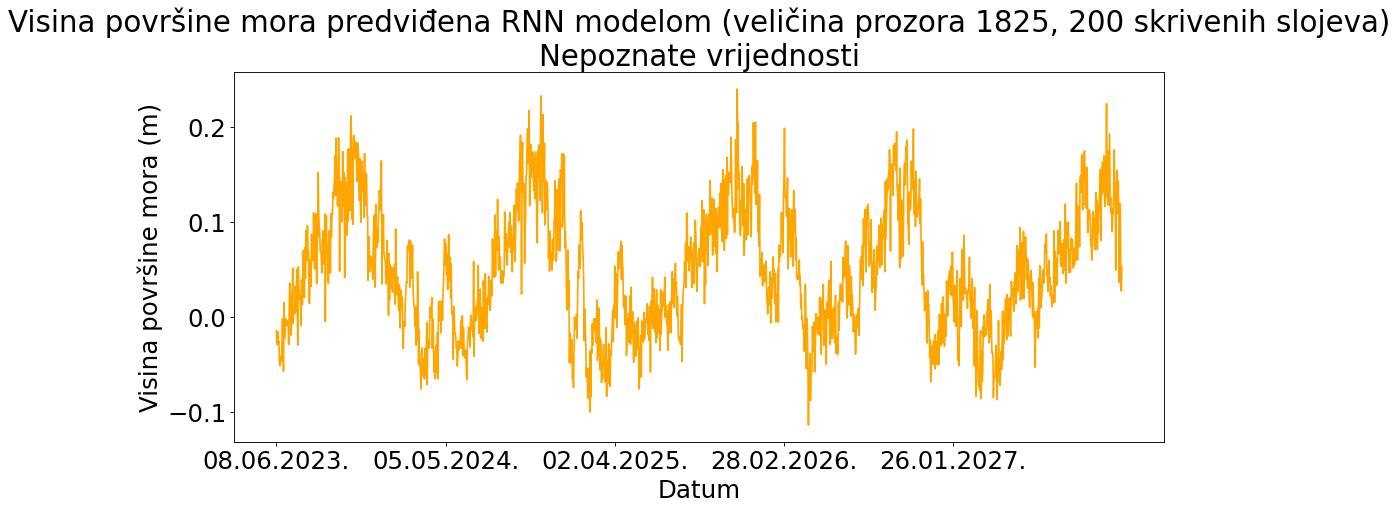 Visina površine mora predviđena RNN modelom (veličina prozora 1825, 200 skrivenih slojeva)
Nepoznate vrijednosti
Visina površine mora (m)
0.2
0.1
0.0
−0.1
08.06.2023. 05.05.2024. 02.04.2025. 28.02.2026. 26.01.2027.
Datum